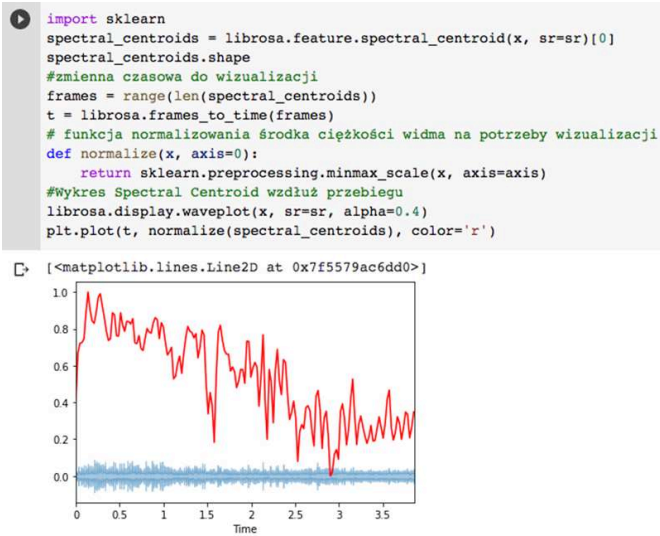 import sklearn
spectral_centroids = librosa.feature.spectral_centroid(x, sr=sr)[0]
spectral_centroids.shape
#zmienna czasowa do wizualizacji
frames = range(len(spectral_centroids))
t = librosa.frames_to_time(frames)
# funkcja normalizowania środka ciężkości widma na potrzeby wizualizacji
def normalize(x, axis=0):
    return sklearn.preprocessing.minmax_scale(x, axis=axis)
#Wykres Spectral Centroid wzdłuż przebiegu
librosa.display.waveplot(x, sr=sr, alpha=0.4)
plt.plot(t, normalize(spectral_centroids), color='r')
[<matplotlib.lines.Line2D at 0x7f5579ac6dd0>]
1.0
0.8
0.6
0.4
0.2
0.0
0 0.5 1 1.5 2 2.5 3 3.5
Time